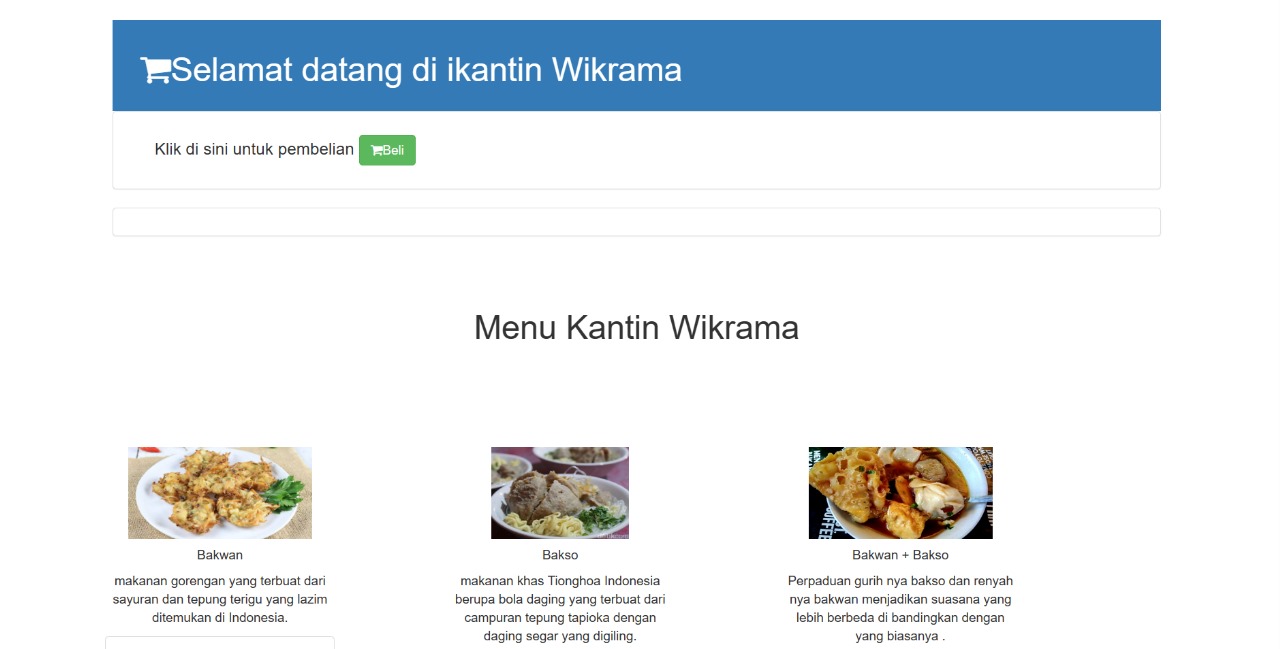 Selamat datang di ikantin Wikrama
Klik di sini untuk pembelian Beli
Menu Kantin Wikrama
Bakwan
makanan gorengan yang terbuat dari
sayuran dan tepung terigu yang lazim
ditemukan di Indonesia.
Bakso
makanan khas Tionghoa Indonesia
berupa bola daging yang terbuat dari
campuran tepung tapioka dengan
daging segar yang digiling.
Bakwan + Bakso
Perpaduan gurih nya bakso dan renyah
nya bakwan menjadikan suasana yang
lebih berbeda di bandingkan dengan
yang biasanya .